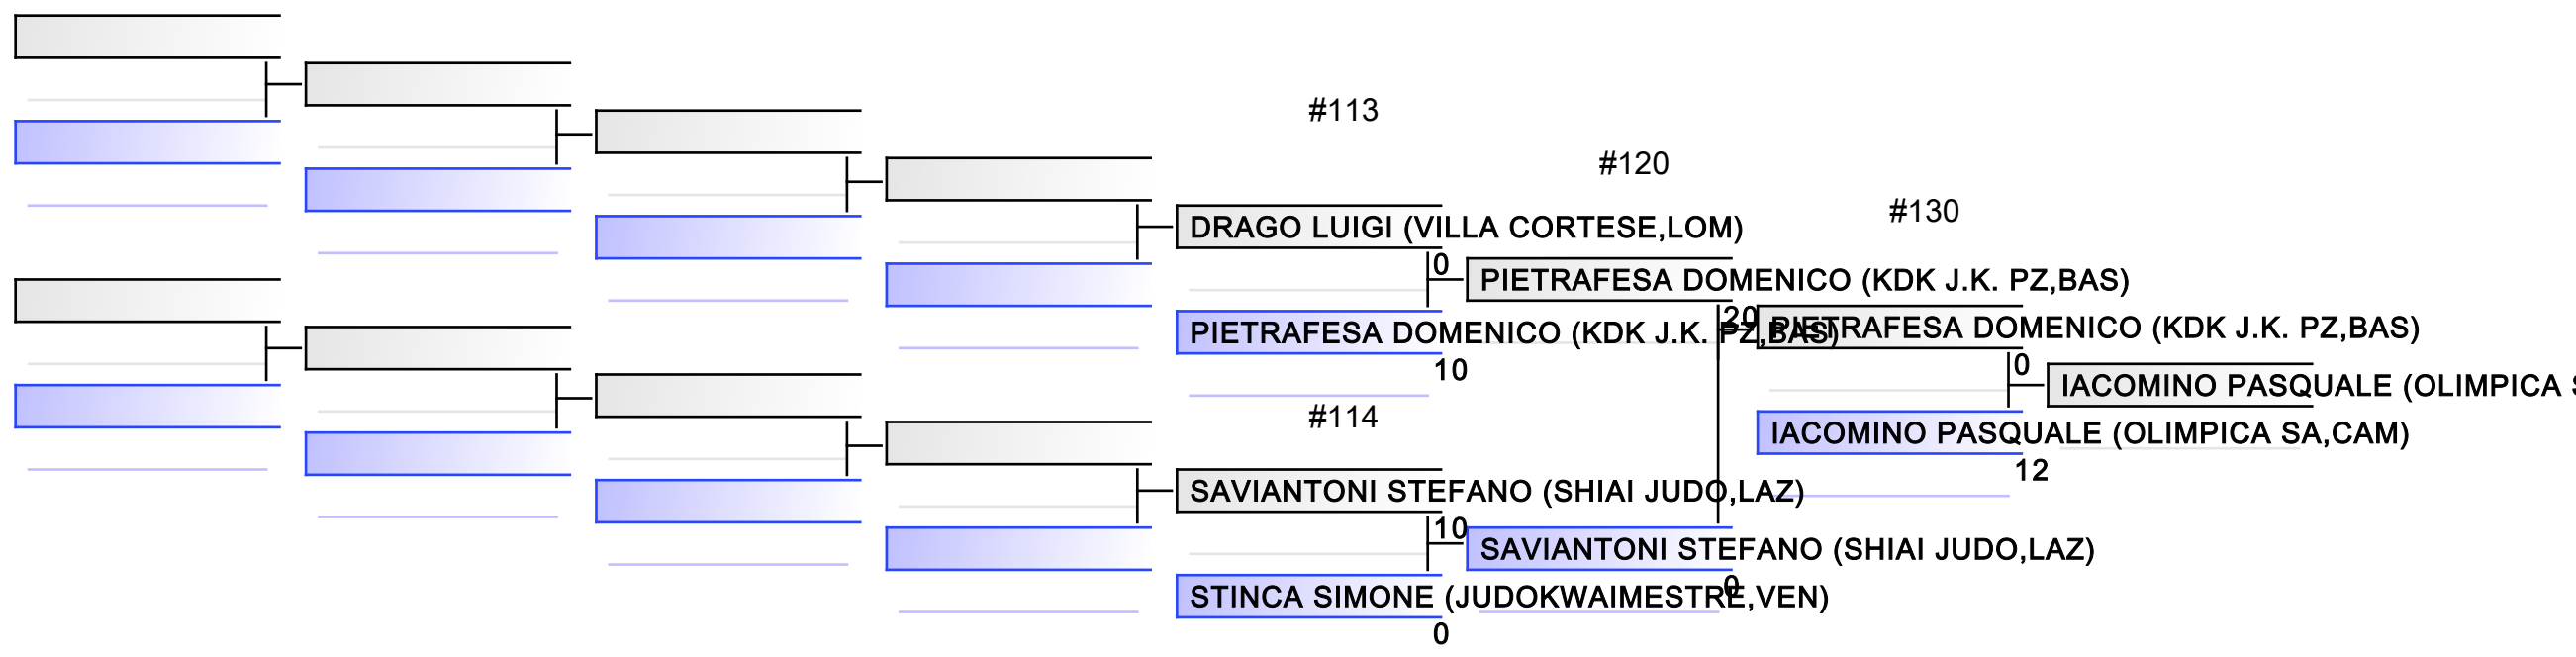 #113
#120
#130
DRAGO LUIGI (VILLA CORTESE,LOM)
0
PIETRAFESA DOMENICO (KDK J.K. PZ,BAS)
20
PIETRAFESA DOMENICO (KDK J.K. PZ,BAS)
PIETRAFESA DOMENICO (KDK J.K. PZ,BAS)
10
0
IACOMINO PASQUALE (OLIMPICA
#114
IACOMINO PASQUALE (OLIMPICA SA,CAM)
12
SAVIANTONI STEFANO (SHIAI JUDO,LAZ)
10
SAVIANTONI STEFANO (SHIAI JUDO,LAZ)
0
STINCA SIMONE (JUDOKWAIMESTRE,VEN)
0